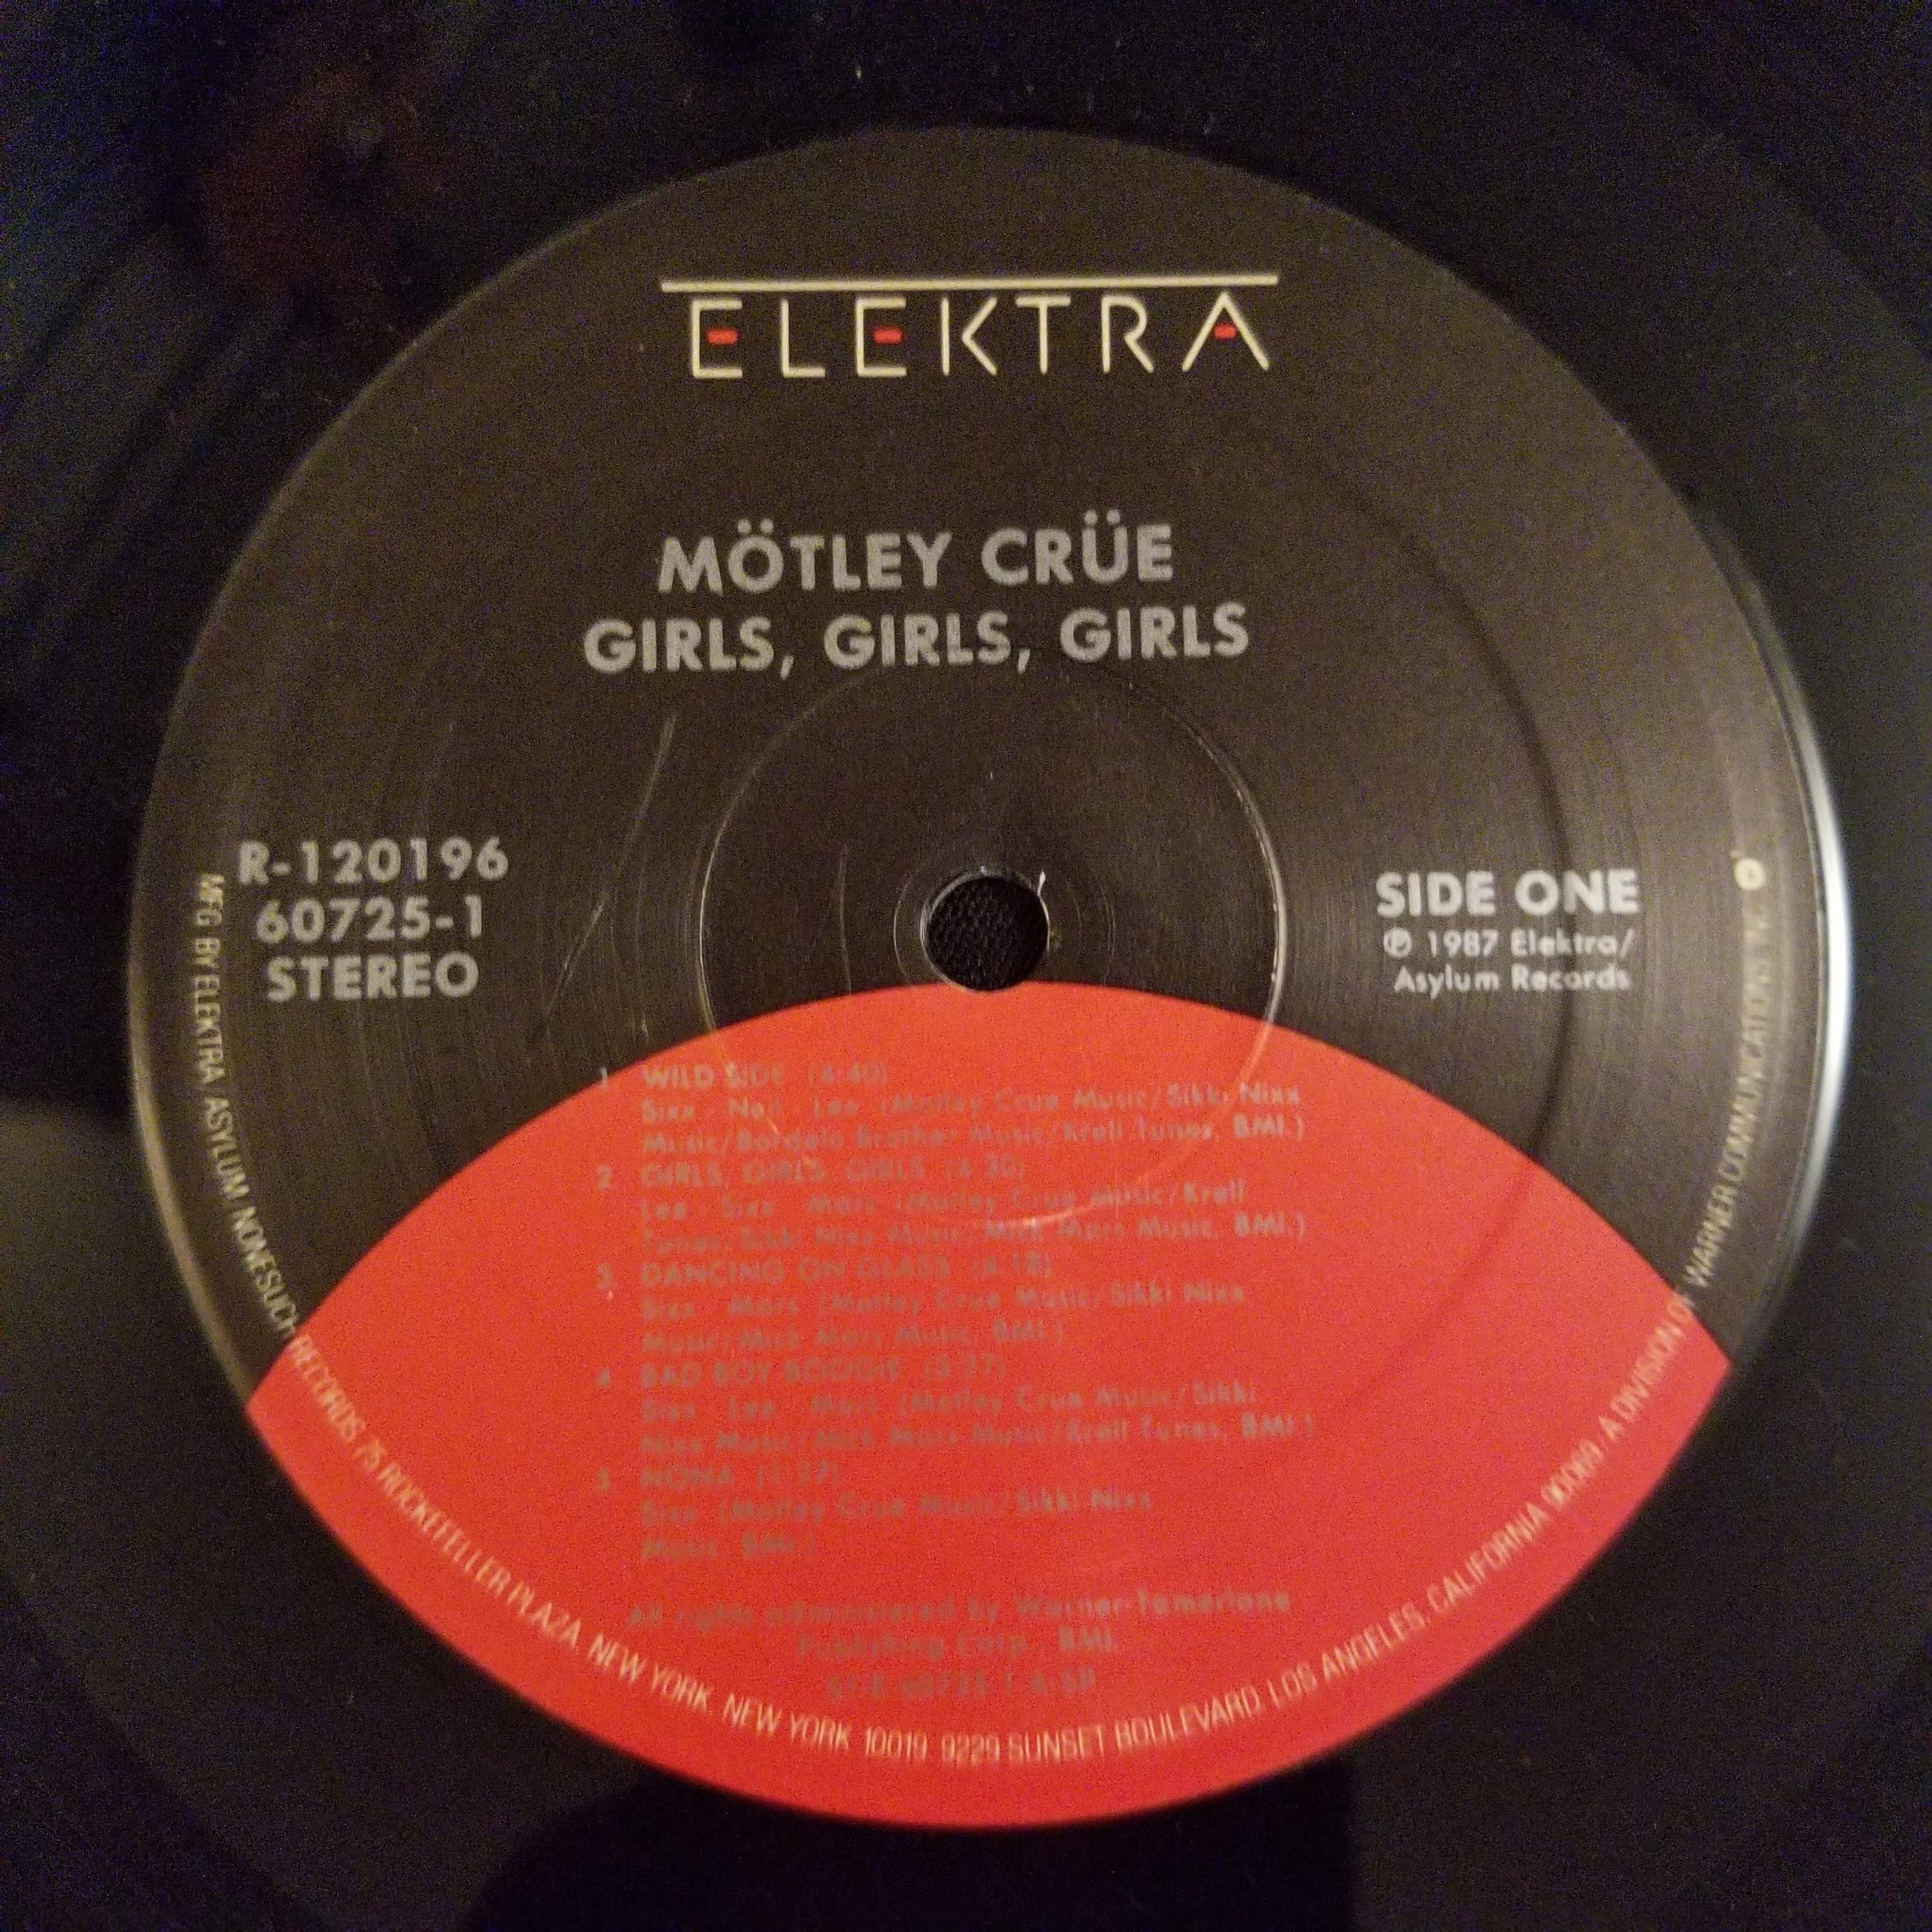 ELEKTRA
MÖTLEY CRÜE
GIRLS, GIRLS, GIRLS
R-120196
60725-1
STEREO
SIDE ONE
℗ 1987 Elektra/
Asylum Records
1. WILD SIDE (4:40)
Sixx Neil Lee (Motley Crue Music/Sikki Nixx
Music/Bordello Brother Music/Krell Tunes, BMI.)
2. GIRLS, GIRLS, GIRLS (4:30)
Lee Sixx Mars (Motley Crue Music/Krell
Tunes, Sikki Nixx Music/Mick Mars Music, BMI.)
3. DANCING ON GLASS (4:18)
Sixx Mars (Motley Crue Music/Sikki Nixx
Music/Mick Mars Music, BMI.)
4. BAD BOY BOOGIE (3:27)
Sixx Lee Mars (Motley Crue Music/Sikki
Nixx Music/Mick Mars Music/Krell Tunes, BMI.)
5. NONA (1:27)
Sixx (Motley Crue Music/Sikki Nixx
Music BMI.)
All rights administered by Warner-Tamerlane
Publishing Corp., BMI.
MFG. BY ELEKTRA/ASYLUM/NONESUCH RECORDS, 75 ROCKEFELLER PLAZA, NEW YORK, NEW YORK 10019 9229 SUNSET BOULEVARD, LOS ANGELES, CALIFORNIA 90069 / A DIVISION OF WARNER COMMUNICATIONS INC.